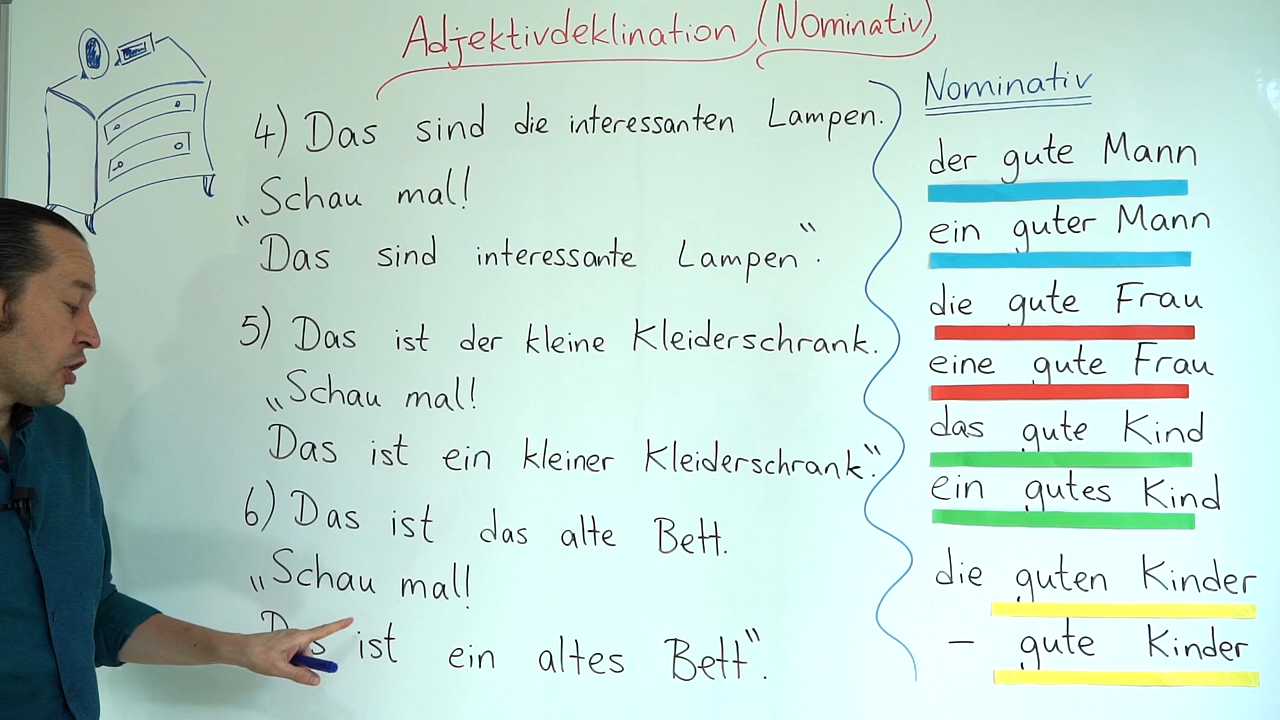 Adjektivdeklination (Nominativ)
4) Das sind die interessanten Lampen.
„Schau mal!
Das sind interessante Lampen“.
5) Das ist der kleine Kleiderschrank.
„Schau mal!
Das ist ein kleiner Kleiderschrank“.
6) Das ist das alte Bett.
„Schau mal!
Das ist ein altes Bett“.
Nominativ
der gute Mann
ein guter Mann
die gute Frau
eine gute Frau
das gute Kind
ein gutes Kind
die guten Kinder
– gute Kinder